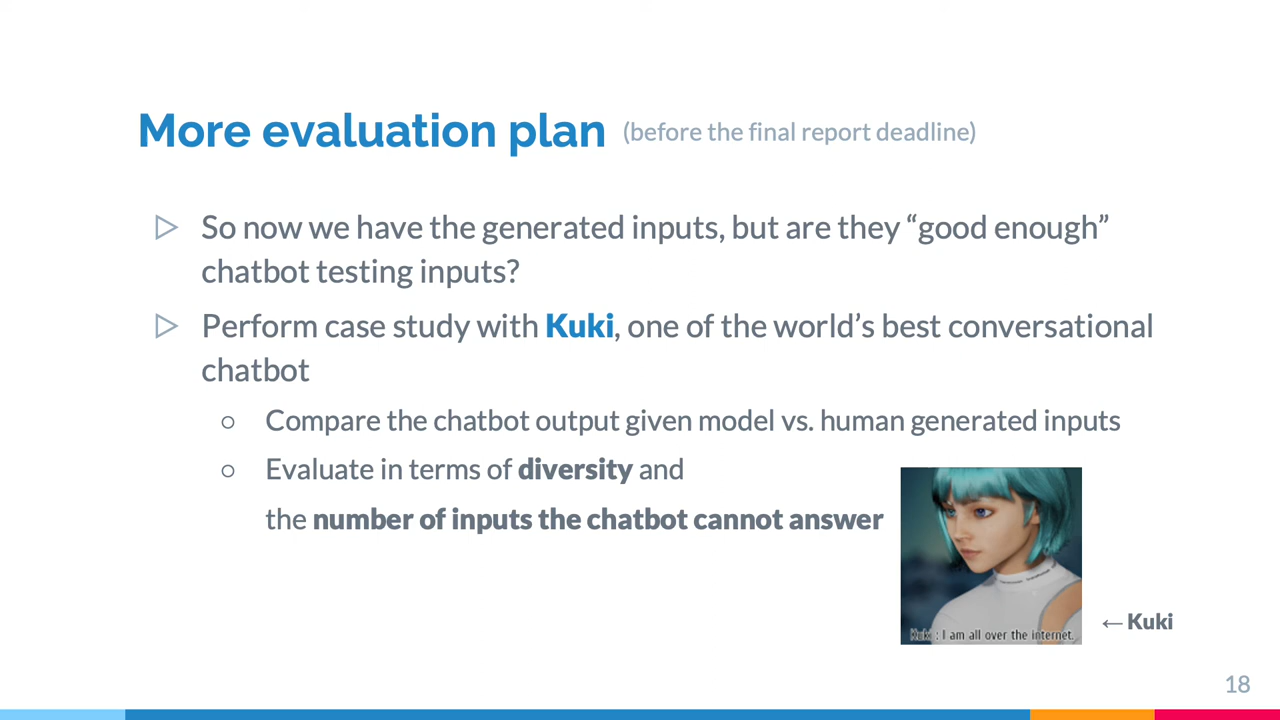 More evaluation plan (before the final report deadline)
▷ So now we have the generated inputs, but are they “good enough”
chatbot testing inputs?
▷ Perform case study with Kuki, one of the world’s best conversational
chatbot
○ Compare the chatbot output given model vs. human generated inputs
○ Evaluate in terms of diversity and
the number of inputs the chatbot cannot answer
Kuki : I am all over the internet.
← Kuki
18